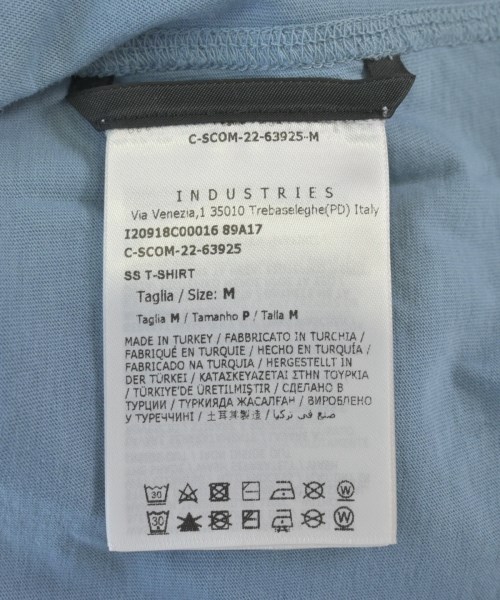 C-SCOM-22-63925-M
INDUSTRIES
Via Venezia,1 35010 Trebaseleghe(PD) Italy
I20918C00016 89A17
C-SCOM-22-63925
SS T-SHIRT
Taglia / Size: M
Taglia M / Tamanho P / Talla M
MADE IN TURKEY / FABBRICATO IN TURCHIA /
FABRIQUÉ EN TURQUIE / HECHO EN TURQUÍA /
FABRICADO NA TURQUIA / HERGESTELLT IN
DER TÜRKEI / ΚΑΤΑΣΚΕΥΑΖΕΤΑΙ ΣΤΗΝ ΤΟΥΡΚΙΑ
/ TÜRKIYE'DE ÜRETILMIŞTIR / СДЕЛАНО В
ТУРЦИИ / ТУРКИЯДА ЖАСАЛҒАН / ВИРОБЛЕНО
У ТУРЕЧЧИНІ / 土耳其製造 / صنع في تركيا
30 W
30 W